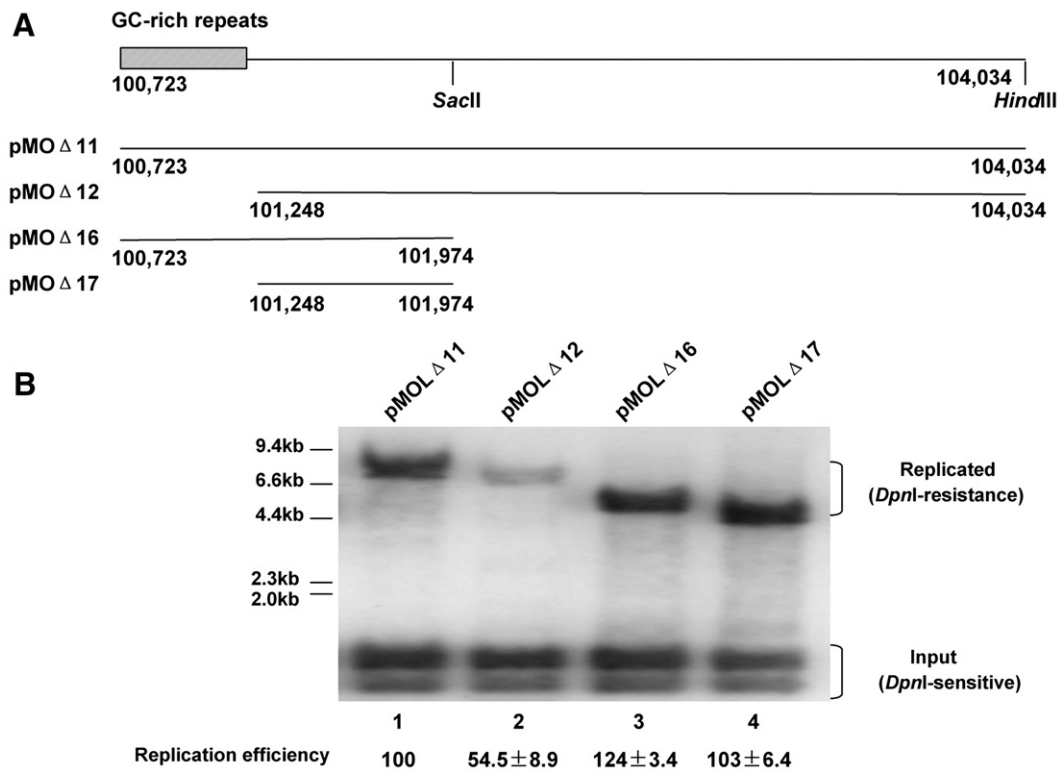 A
GC-rich repeats
100,723
SacII
104,034
HindIII
pMO Δ 11
100,723
104,034
pMO Δ 12
101,248
104,034
pMO Δ 16
100,723
101,974
pMO Δ 17
101,248
101,974
B
pMOL Δ 11
pMOL Δ 12
pMOL Δ 16
pMOL Δ 17
9.4kb
6.6kb
4.4kb
2.3kb
2.0kb
Replicated
(DpnI-resistance)
Input
(DpnI-sensitive)
1 2 3 4
Replication efficiency 100 54.5±8.9 124±3.4 103±6.4